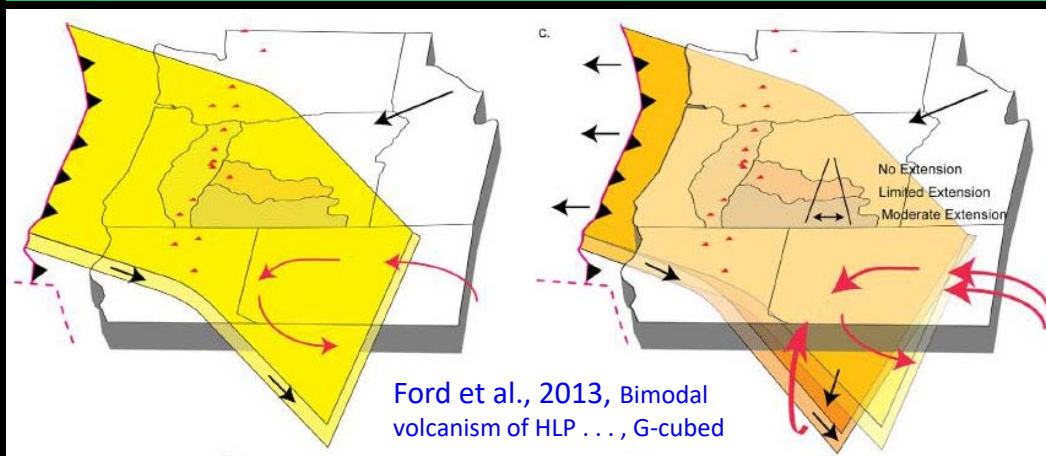 c.
No Extension
Limited Extension
Moderate Extension
Ford et al., 2013, Bimodal
volcanism of HLP . . . , G-cubed